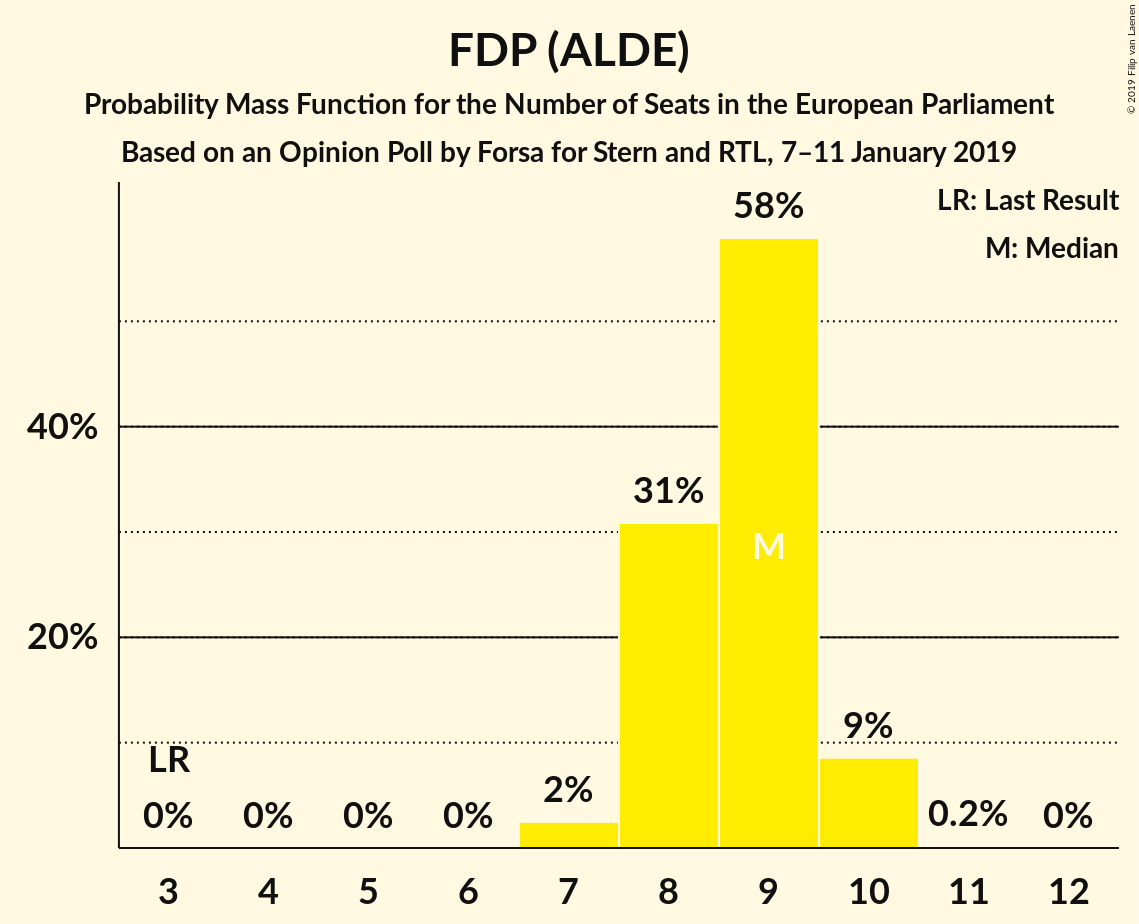 FDP (ALDE)
Probability Mass Function for the Number of Seats in the European Parliament
Based on an Opinion Poll by Forsa for Stern and RTL, 7–11 January 2019
© 2019 Filip van Laenen
LR: Last Result
M: Median
58%
40%
31%
M
20%
9%
LR
2%
0% 0% 0% 0% 0.2% 0%
3 4 5 6 7 8 9 10 11 12